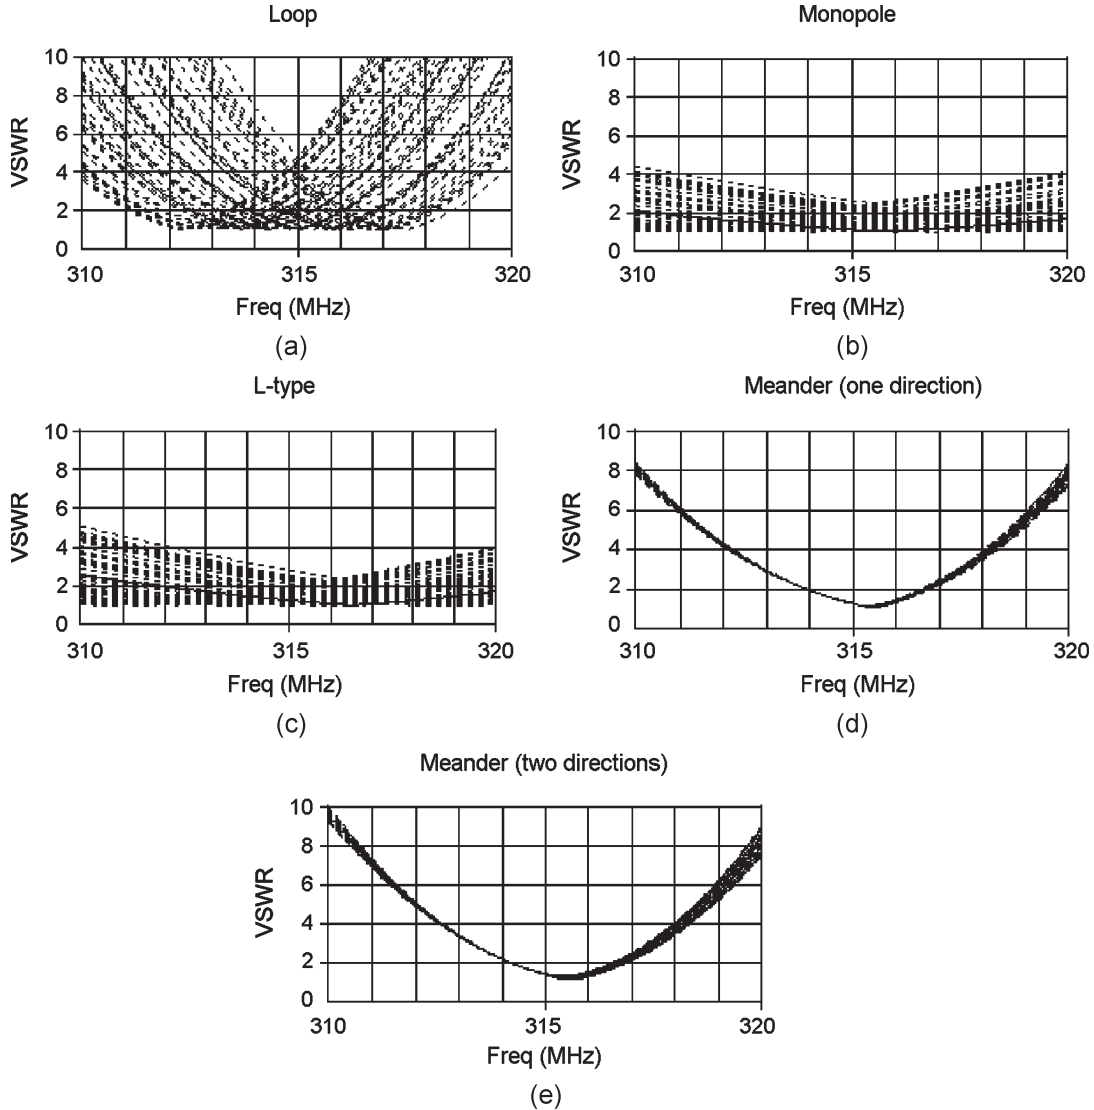 Loop
10
8
6
4
2
0
VSWR
310 315 320
Freq (MHz)
(a)
Monopole
10
8
6
4
2
0
VSWR
310 315 320
Freq (MHz)
(b)
L-type
10
8
6
4
2
0
VSWR
310 315 320
Freq (MHz)
(c)
Meander (one direction)
10
8
6
4
2
0
VSWR
310 315 320
Freq (MHz)
(d)
Meander (two directions)
10
8
6
4
2
0
VSWR
310 315 320
Freq (MHz)
(e)